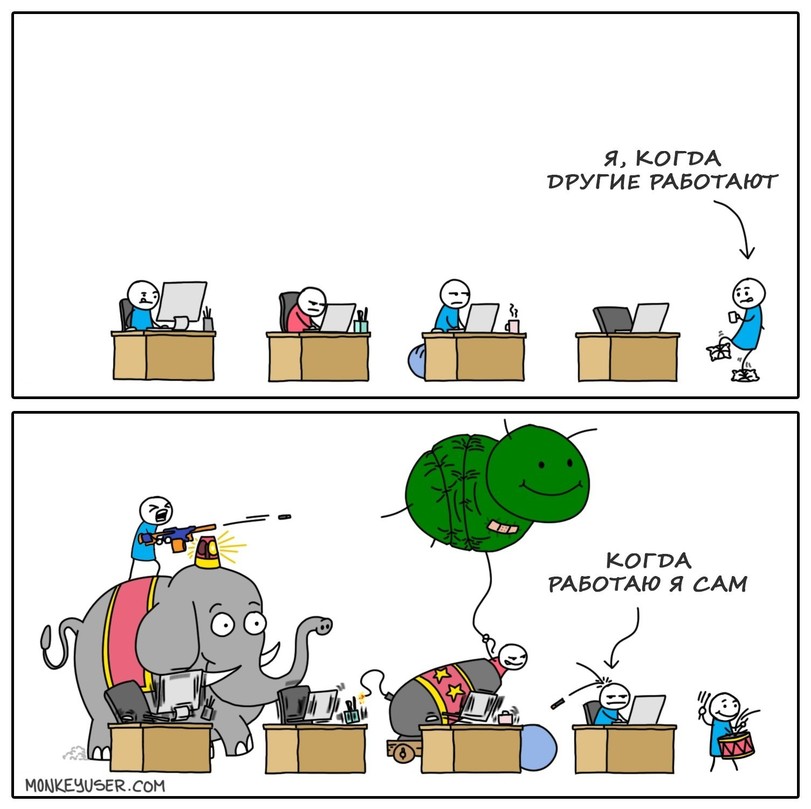 Я, КОГДА
ДРУГИЕ РАБОТАЮТ
КОГДА
РАБОТАЮ Я САМ
MONKEYUSER.COM